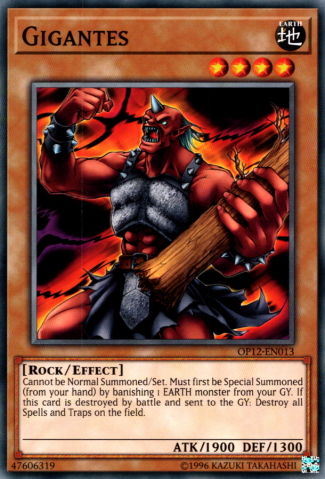 GIGANTES
EARTH
地
OP12-EN013
[ROCK/EFFECT]
Cannot be Normal Summoned/Set. Must first be Special Summoned
(from your hand) by banishing 1 EARTH monster from your GY. If
this card is destroyed by battle and sent to the GY: Destroy all
Spells and Traps on the field.
ATK/1900 DEF/1300
47606319
©1996 KAZUKI TAKAHASHI